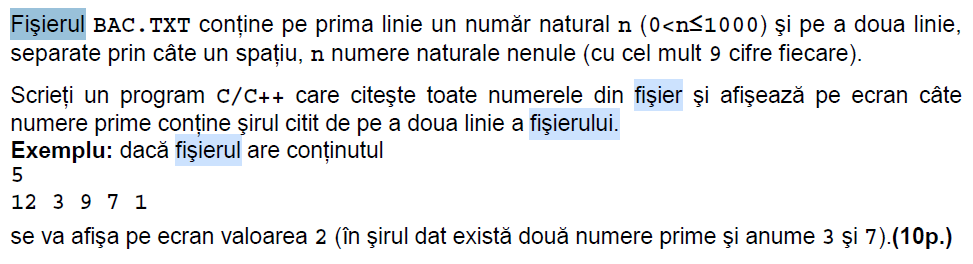 Fişierul BAC.TXT conţine pe prima linie un număr natural n (0<n≤1000) şi pe a doua linie,
separate prin câte un spaţiu, n numere naturale nenule (cu cel mult 9 cifre fiecare).
Scrieţi un program C/C++ care citeşte toate numerele din fişier şi afişează pe ecran câte
numere prime conţine şirul citit de pe a doua linie a fişierului.
Exemplu: dacă fişierul are conţinutul
5
12 3 9 7 1
se va afişa pe ecran valoarea 2 (în şirul dat există două numere prime şi anume 3 şi 7).(10p.)